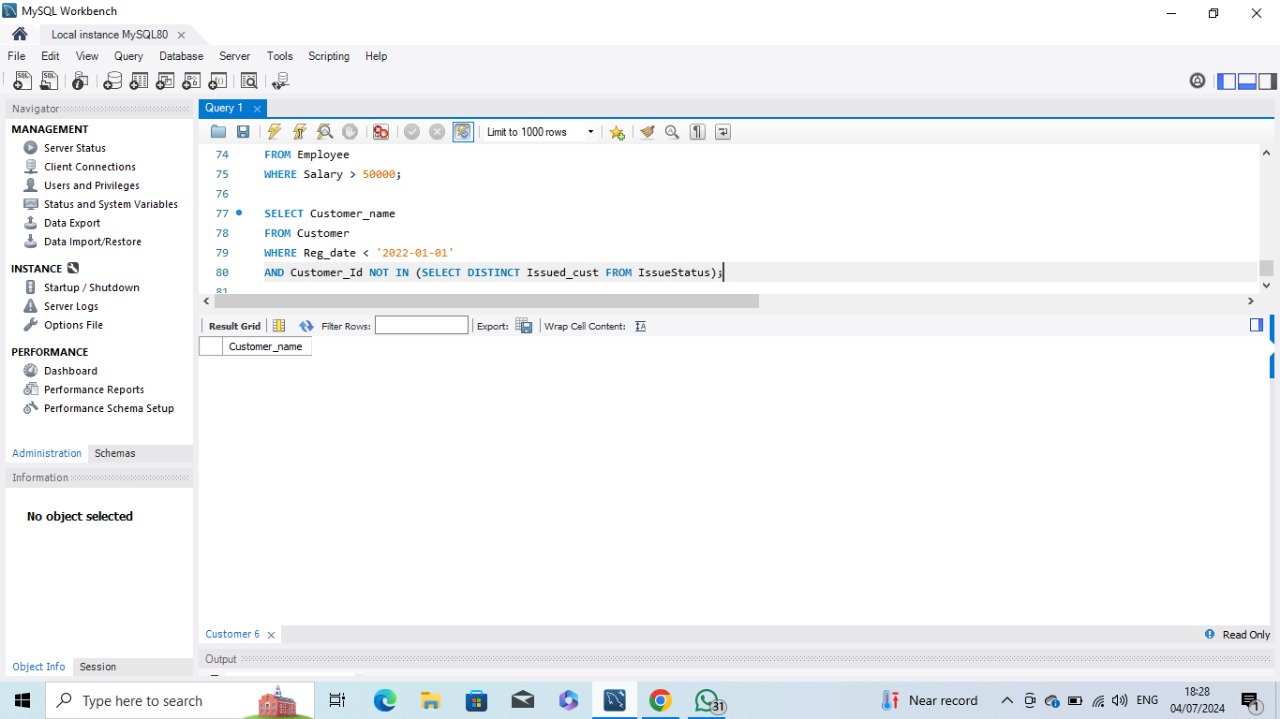 MySQL Workbench
Local instance MySQL80
File Edit View Query Database Server Tools Scripting Help
Navigator
MANAGEMENT
Server Status
Client Connections
Users and Privileges
Status and System Variables
Data Export
Data Import/Restore
INSTANCE
Startup / Shutdown
Server Logs
Options File
PERFORMANCE
Dashboard
Performance Reports
Performance Schema Setup
Administration Schemas
Information
No object selected
Object Info Session
Query 1
Limit to 1000 rows
74 FROM Employee
75 WHERE Salary > 50000;
76
77 SELECT Customer_name
78 FROM Customer
79 WHERE Reg_date < '2022-01-01'
80 AND Customer_Id NOT IN (SELECT DISTINCT Issued_cust FROM IssueStatus);
81
Result Grid Filter Rows: Export: Wrap Cell Content:
Customer_name
Customer 6 Read Only
Output
Type here to search
31
Near record
ENG
18:28
04/07/2024
1